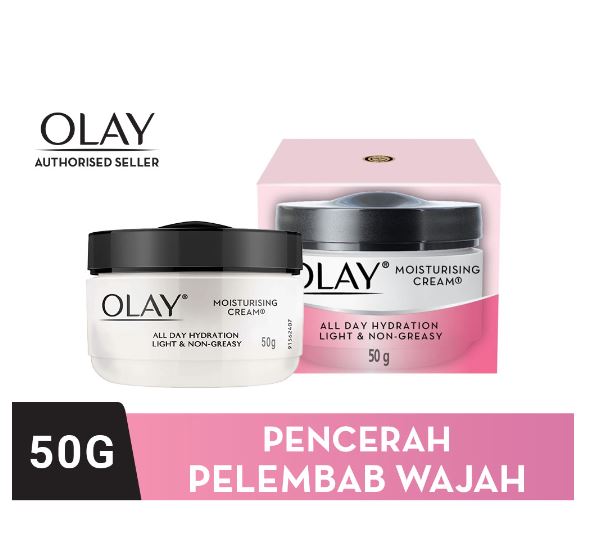 OLAY
AUTHORISED SELLER
OLAY®
MOISTURISING
CREAM
ALL DAY HYDRATION
LIGHT & NON-GREASY
50g
91562407
OLAY®
MOISTURISING
CREAM
ALL DAY HYDRATION
LIGHT & NON-GREASY
50 g
50G
PENCERAH
PELEMBAB WAJAH